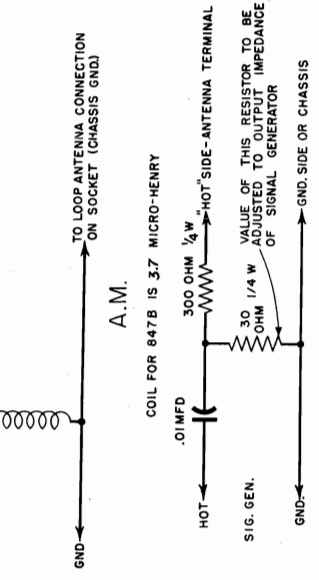 GND
TO LOOP ANTENNA CONNECTION
ON SOCKET (CHASSIS GND.)
A.M.
COIL FOR 847B IS 3.7 MICRO-HENRY
HOT
.01MFD
300 OHM 1/4 W
"HOT" SIDE-ANTENNA TERMINAL
SIG. GEN.
30
OHM 1/4 W
VALUE OF THIS RESISTOR TO BE
ADJUSTED TO OUTPUT IMPEDANCE
OF SIGNAL GENERATOR
GND.
GND. SIDE OR CHASSIS